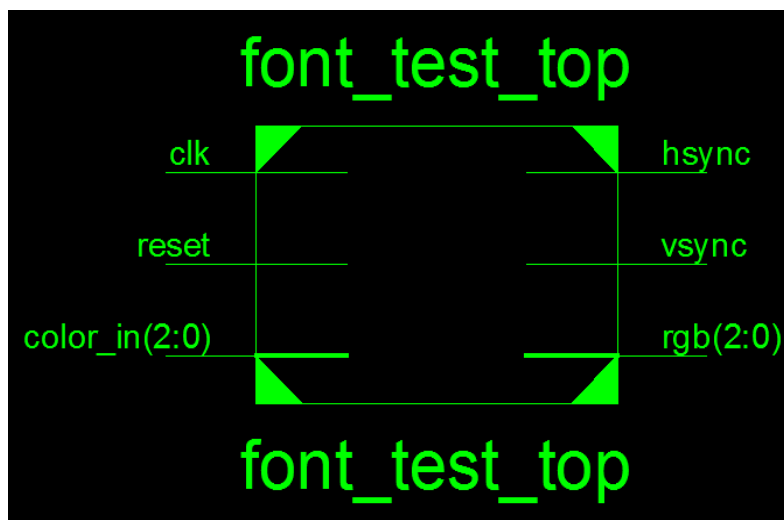 font_test_top
clk
hsync
reset
vsync
color_in(2:0)
rgb(2:0)
font_test_top